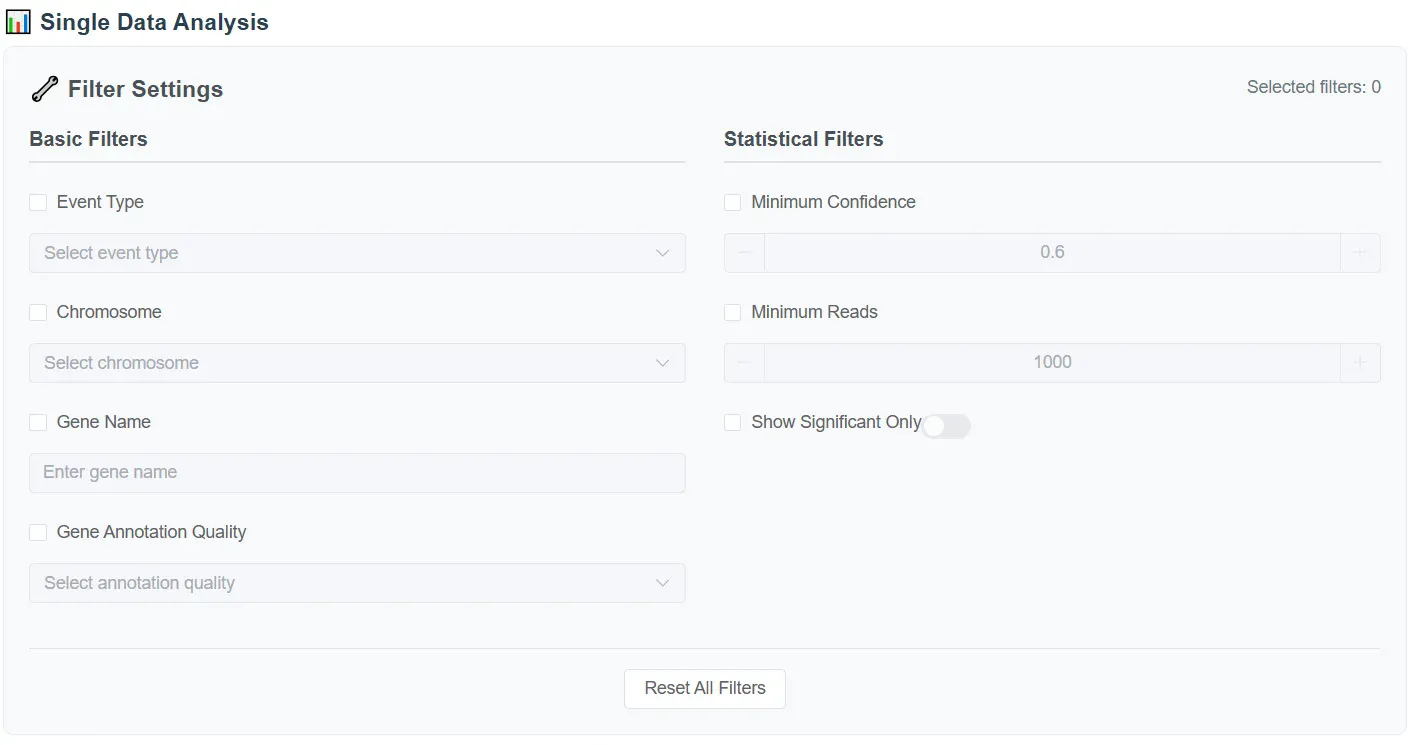 Single Data Analysis
Filter Settings
Selected filters: 0
Basic Filters
Event Type
Select event type
Chromosome
Select chromosome
Gene Name
Enter gene name
Gene Annotation Quality
Select annotation quality
Statistical Filters
Minimum Confidence
0.6
Minimum Reads
1000
Show Significant Only
Reset All Filters